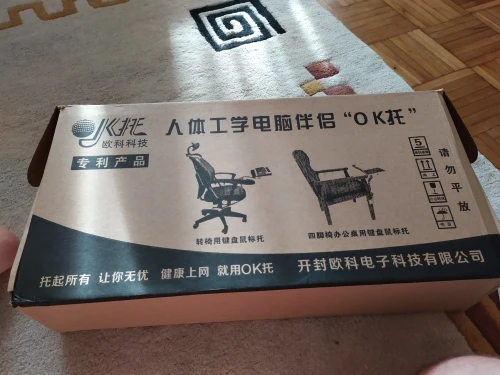 OK托
欧科科技
专利产品
人体工学电脑伴侣“OK托”
转椅用键盘鼠标托
四脚椅办公桌用键盘鼠标托
5
请勿平放
托起所有 让你无忧 健康上网 就用OK托
开封欧科电子科技有限公司